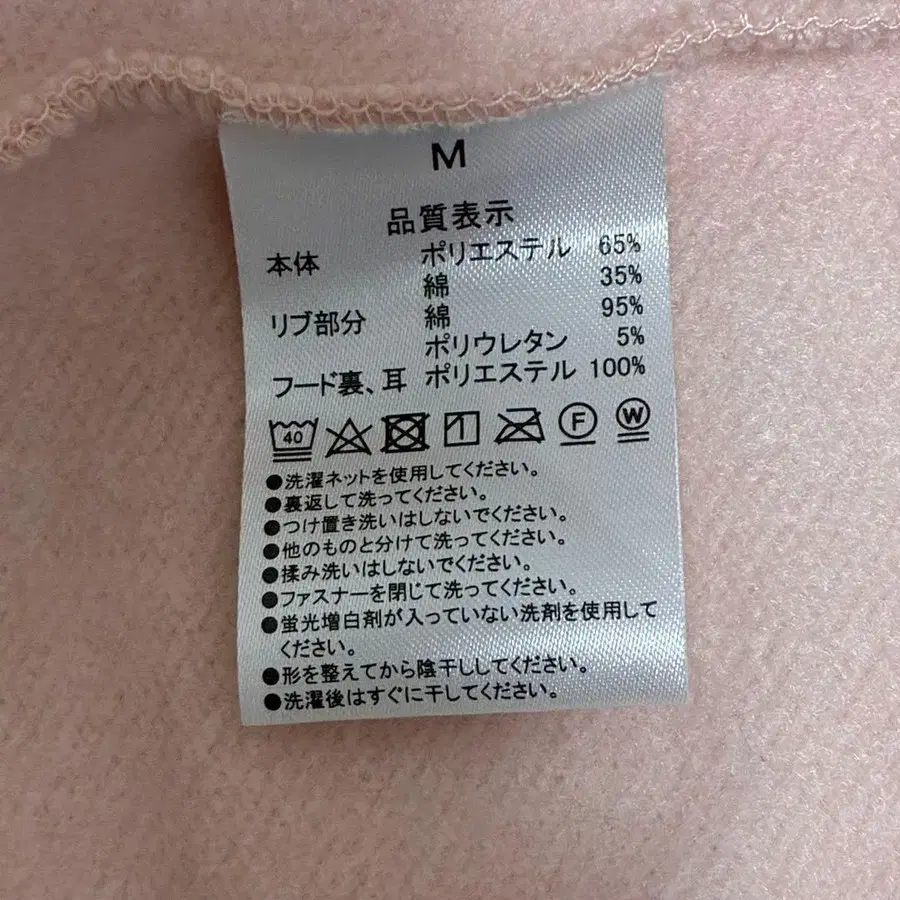 M
品質表示
本体 ポリエステル 65%
綿 35%
リブ部分 綿 95%
ポリウレタン 5%
フード裏、耳 ポリエステル 100%
40 F W
●洗濯ネットを使用してください。
●裏返して洗ってください。
●つけ置き洗いはしないでください。
●他のものと分けて洗ってください。
●揉み洗いはしないでください。
●ファスナーを閉じて洗ってください。
●蛍光増白剤が入っていない洗剤を使用して
ください。
●形を整えてから陰干ししてください。
●洗濯後はすぐに干してください。